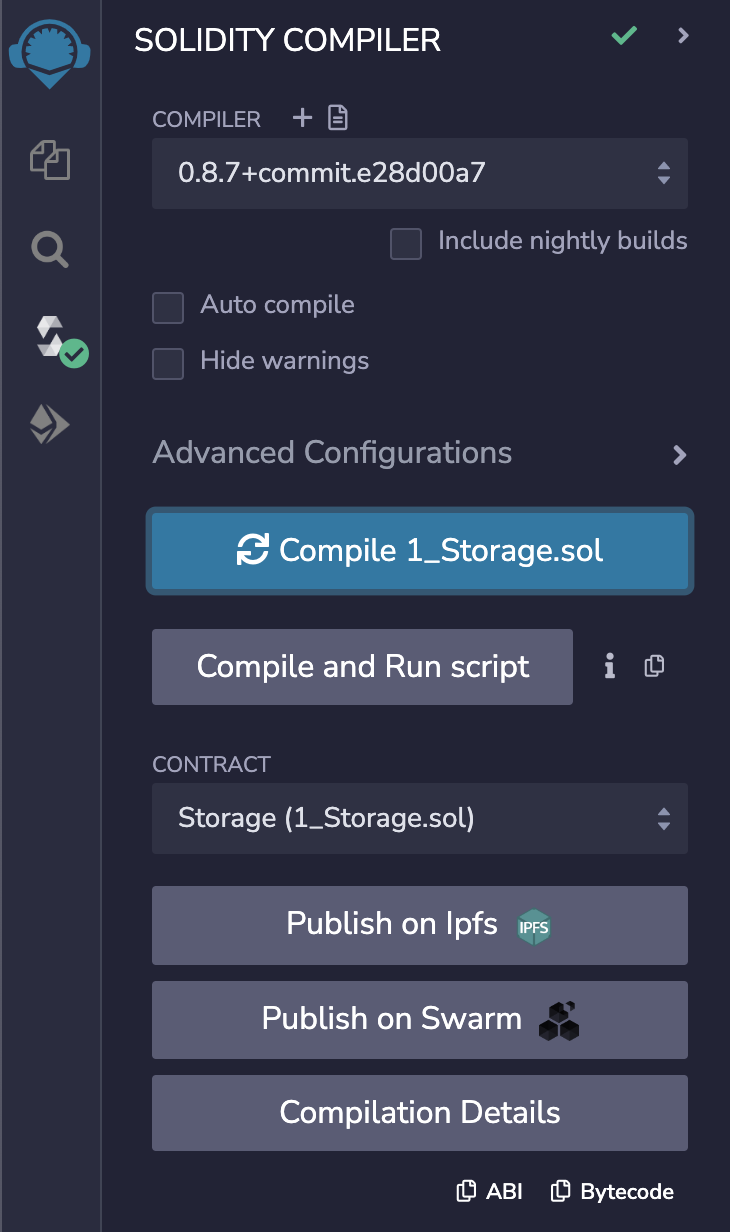 SOLIDITY COMPILER
COMPILER
0.8.7+commit.e28d00a7
Include nightly builds
Auto compile
Hide warnings
Advanced Configurations
Compile 1_Storage.sol
Compile and Run script
CONTRACT
Storage (1_Storage.sol)
Publish on Ipfs IPFS
Publish on Swarm
Compilation Details
ABI Bytecode